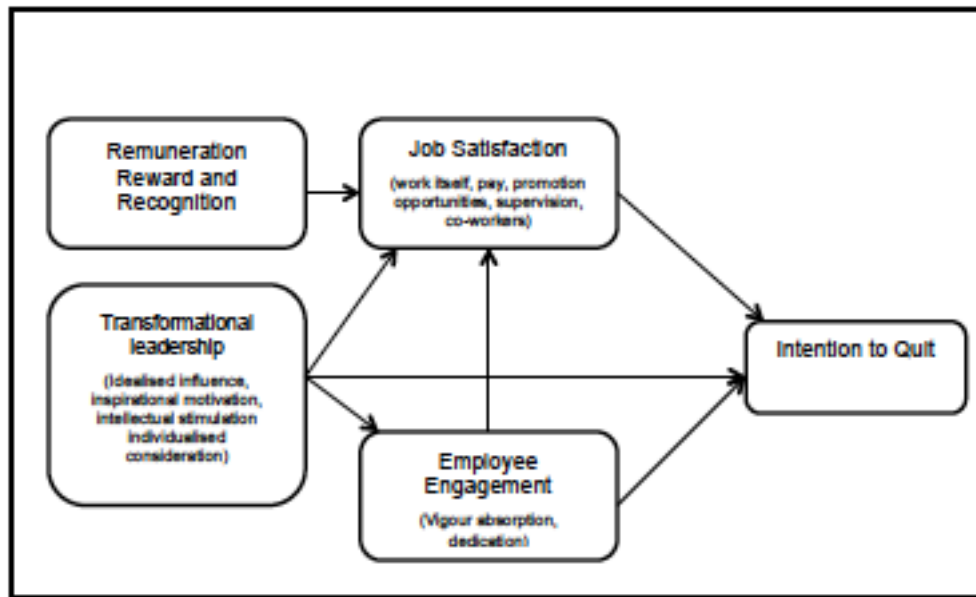 Remuneration
Reward and
Recognition
Job Satisfaction
(work itself, pay, promotion
opportunities, supervision,
co-workers)
Transformational
leadership
(Idealised influence,
inspirational motivation,
intellectual stimulation
individualised
consideration)
Intention to Quit
Employee
Engagement
(Vigour absorption,
dedication)